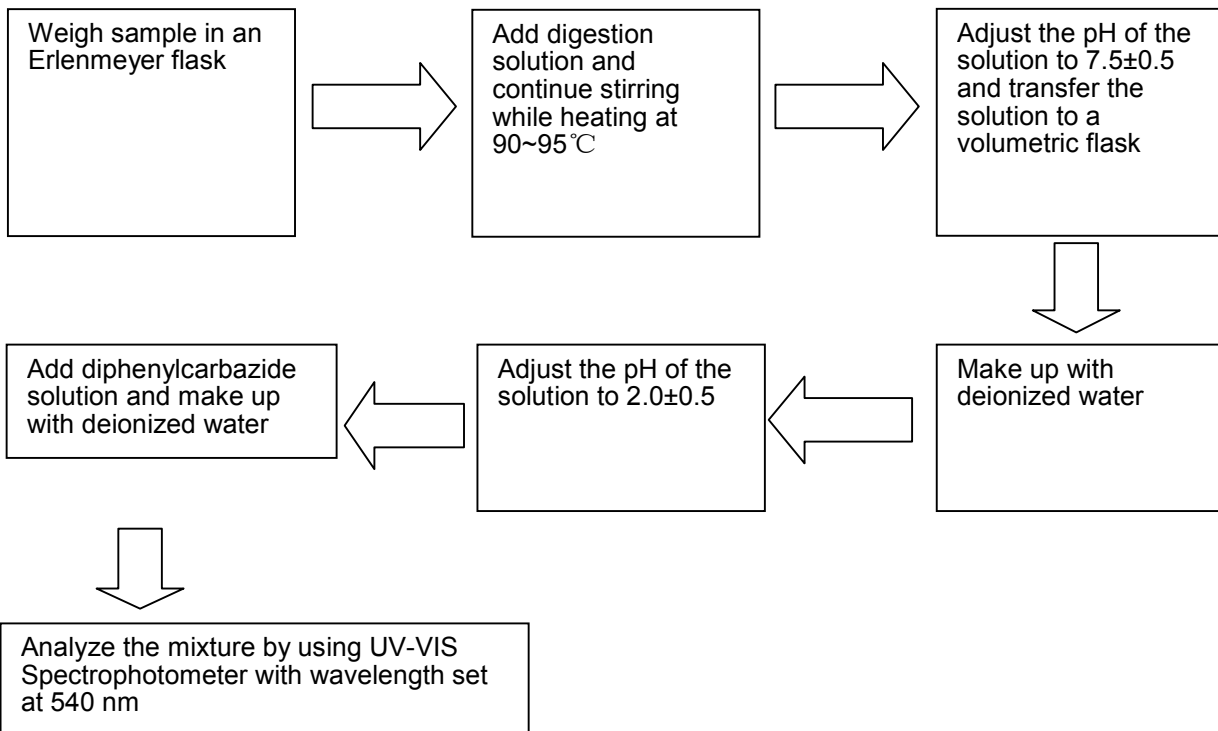 Weigh sample in an
Erlenmeyer flask
Add digestion
solution and
continue stirring
while heating at
90~95℃
Adjust the pH of the
solution to 7.5±0.5
and transfer the
solution to a
volumetric flask
Make up with
deionized water
Adjust the pH of the
solution to 2.0±0.5
Add diphenylcarbazide
solution and make up
with deionized water
Analyze the mixture by using UV-VIS
Spectrophotometer with wavelength set
at 540 nm